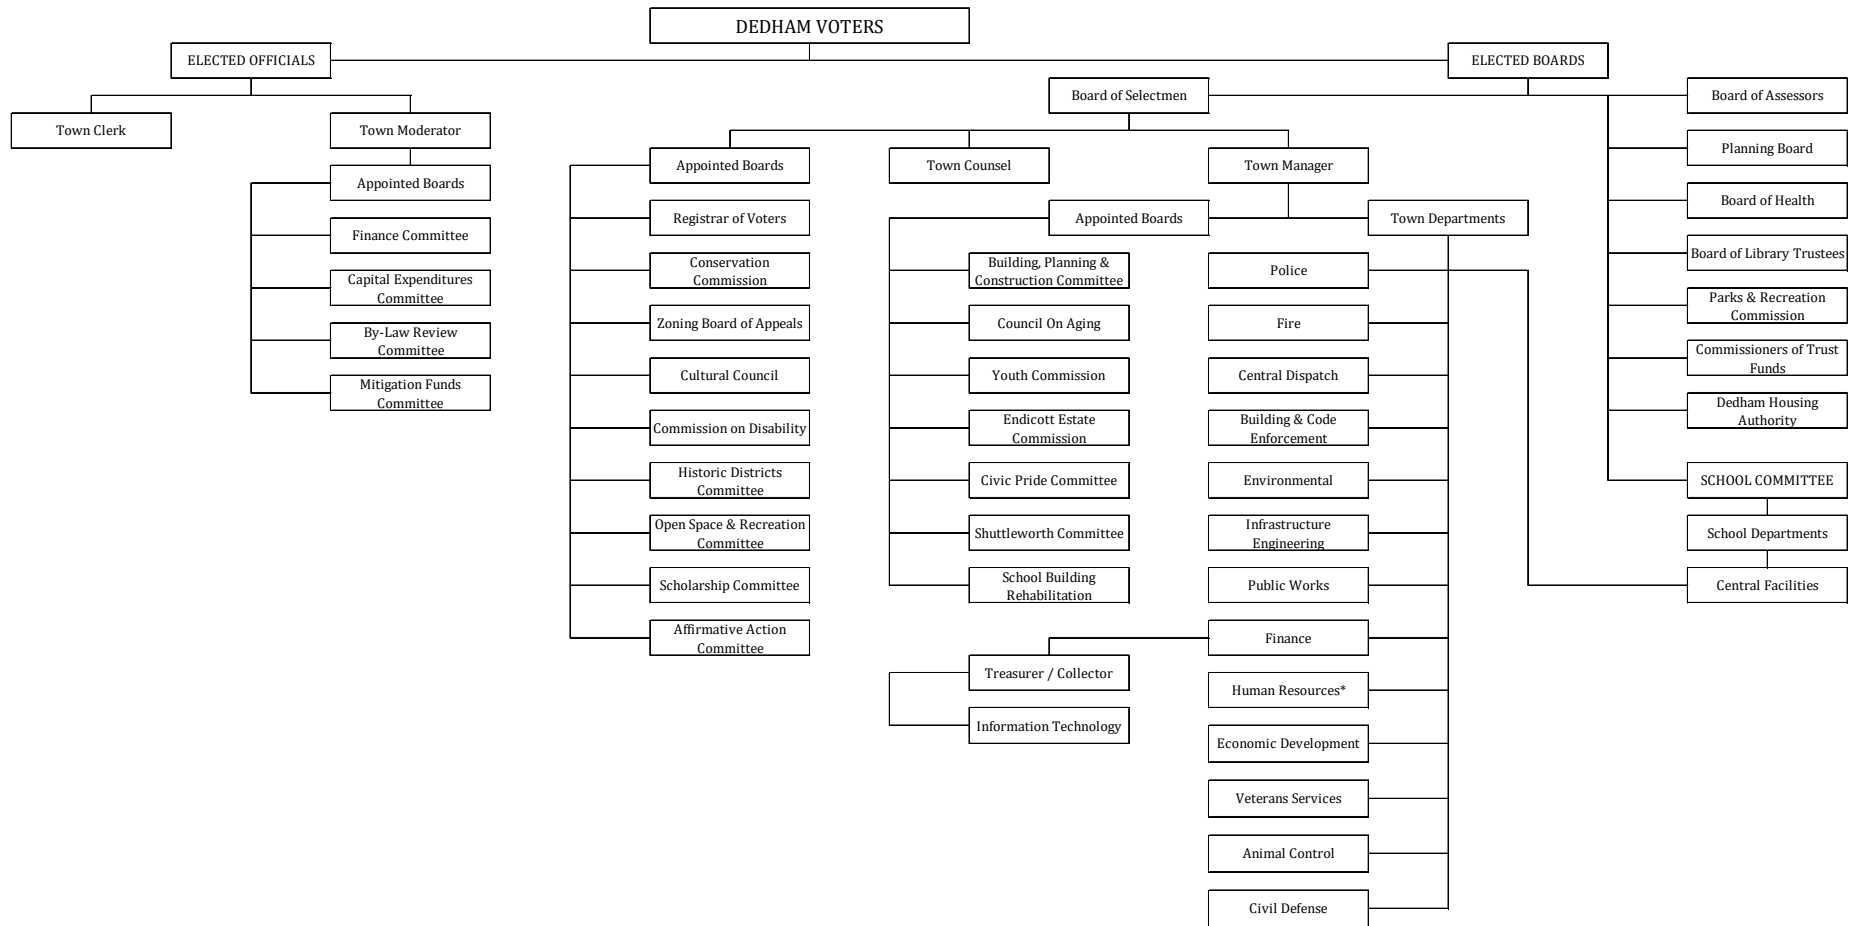 DEDHAM VOTERS
ELECTED OFFICIALS
ELECTED BOARDS
Town Clerk
Town Moderator
Appointed Boards
Finance Committee
Capital Expenditures
Committee
By-Law Review
Committee
Mitigation Funds
Committee
Board of Selectmen
Appointed Boards
Registrar of Voters
Conservation
Commission
Zoning Board of Appeals
Cultural Council
Commission on Disability
Historic Districts
Committee
Open Space & Recreation
Committee
Scholarship Committee
Affirmative Action
Committee
Town Counsel
Town Manager
Appointed Boards
Building, Planning &
Construction Committee
Council On Aging
Youth Commission
Endicott Estate
Commission
Civic Pride Committee
Shuttleworth Committee
School Building
Rehabilitation
Town Departments
Police
Fire
Central Dispatch
Building & Code
Enforcement
Environmental
Infrastructure
Engineering
Public Works
Finance
Treasurer / Collector
Information Technology
Human Resources*
Economic Development
Veterans Services
Animal Control
Civil Defense
Board of Assessors
Planning Board
Board of Health
Board of Library Trustees
Parks & Recreation
Commission
Commissioners of Trust
Funds
Dedham Housing
Authority
SCHOOL COMMITTEE
School Departments
Central Facilities